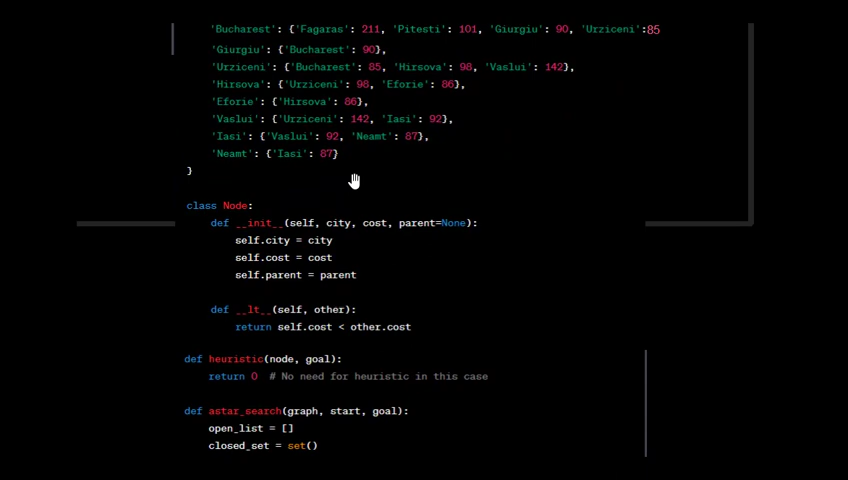 'Bucharest': {'Fagaras': 211, 'Pitesti': 101, 'Giurgiu': 90, 'Urziceni':85
'Giurgiu': {'Bucharest': 90},
'Urziceni': {'Bucharest': 85, 'Hirsova': 98, 'Vaslui': 142},
'Hirsova': {'Urziceni': 98, 'Eforie': 86},
'Eforie': {'Hirsova': 86},
'Vaslui': {'Urziceni': 142, 'Iasi': 92},
'Iasi': {'Vaslui': 92, 'Neamt': 87},
'Neamt': {'Iasi': 87}
}
class Node:
def __init__(self, city, cost, parent=None):
self.city = city
self.cost = cost
self.parent = parent
def __lt__(self, other):
return self.cost < other.cost
def heuristic(node, goal):
return 0 # No need for heuristic in this case
def astar_search(graph, start, goal):
open_list = []
closed_set = set()